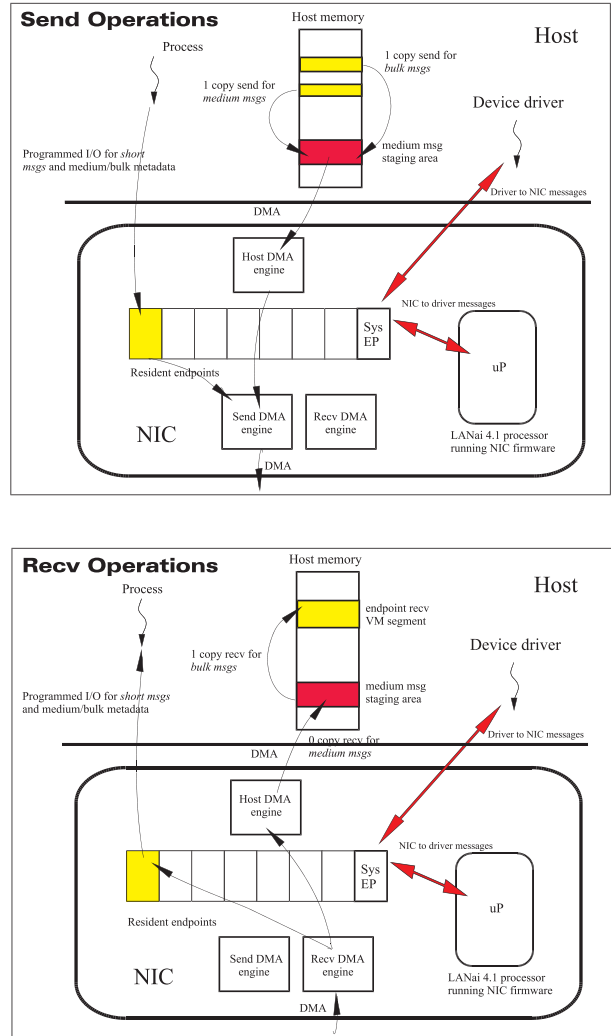 Send Operations
Host memory
Host
Process
1 copy send for
bulk msgs
1 copy send for
medium msgs
Device driver
Programmed I/O for short
msgs and medium/bulk metadata
medium msg
staging area
Driver to NIC messages
DMA
Host DMA
engine
NIC to driver messages
Sys
EP
uP
Resident endpoints
Send DMA
engine
Recv DMA
engine
NIC
LANai 4.1 processor
running NIC firmware
DMA
Recv Operations
Host memory
Host
Process
endpoint recv
VM segment
1 copy recv for
bulk msgs
Device driver
Programmed I/O for short msgs
and medium/bulk metadata
medium msg
staging area
Driver to NIC messages
0 copy recv for
medium msgs
DMA
Host DMA
engine
NIC to driver messages
Sys
EP
uP
Resident endpoints
Send DMA
engine
Recv DMA
engine
NIC
LANai 4.1 processor
running NIC firmware
DMA